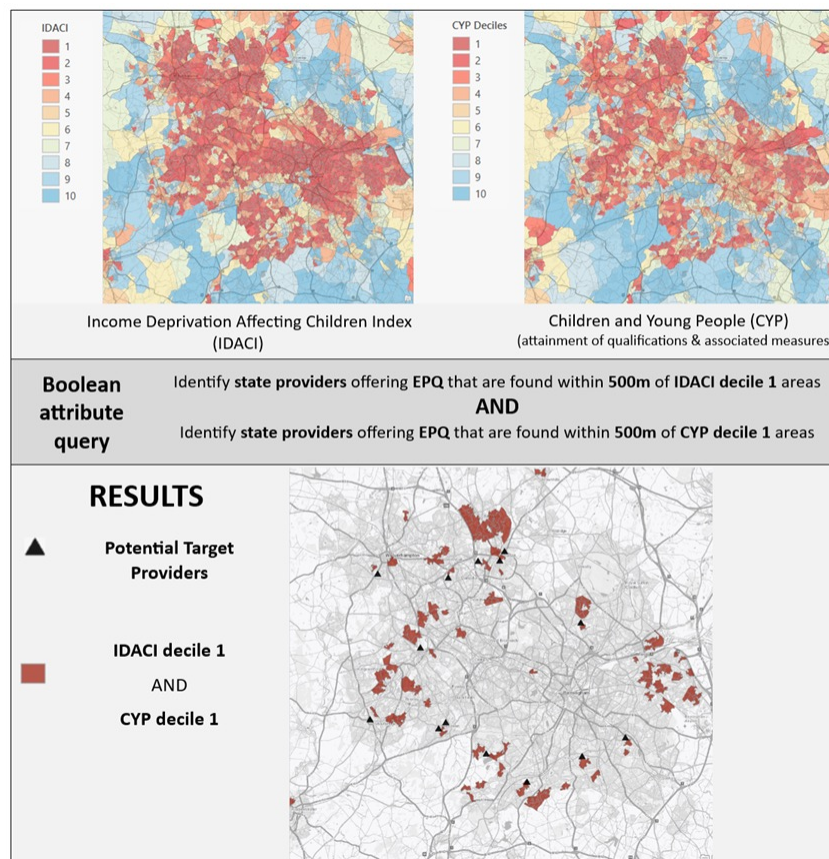 IDACI
1
2
3
4
5
6
7
8
9
10
CYP Deciles
1
2
3
4
5
6
7
8
9
10
Income Deprivation Affecting Children Index
(IDACI)
Children and Young People (CYP)
(attainment of qualifications & associated measures
Boolean
attribute
query
Identify state providers offering EPQ that are found within 500m of IDACI decile 1 areas
AND
Identify state providers offering EPQ that are found within 500m of CYP decile 1 areas
RESULTS
Potential Target
Providers
IDACI decile 1
AND
CYP decile 1